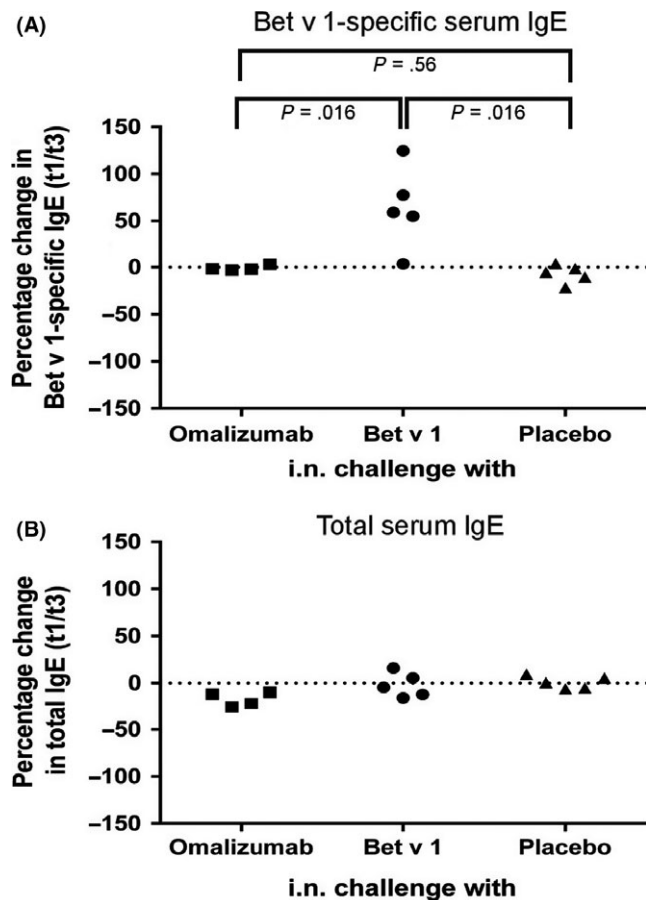 (A)
Bet v 1-specific serum IgE
P = .56
P = .016
P = .016
Percentage change in
Bet v 1-specific IgE (t1/t3)
150
100
50
0
−50
−100
−150
Omalizumab
Bet v 1
Placebo
i.n. challenge with
(B)
Total serum IgE
Percentage change
in total IgE (t1/t3)
150
100
50
0
−50
−100
−150
Omalizumab
Bet v 1
Placebo
i.n. challenge with